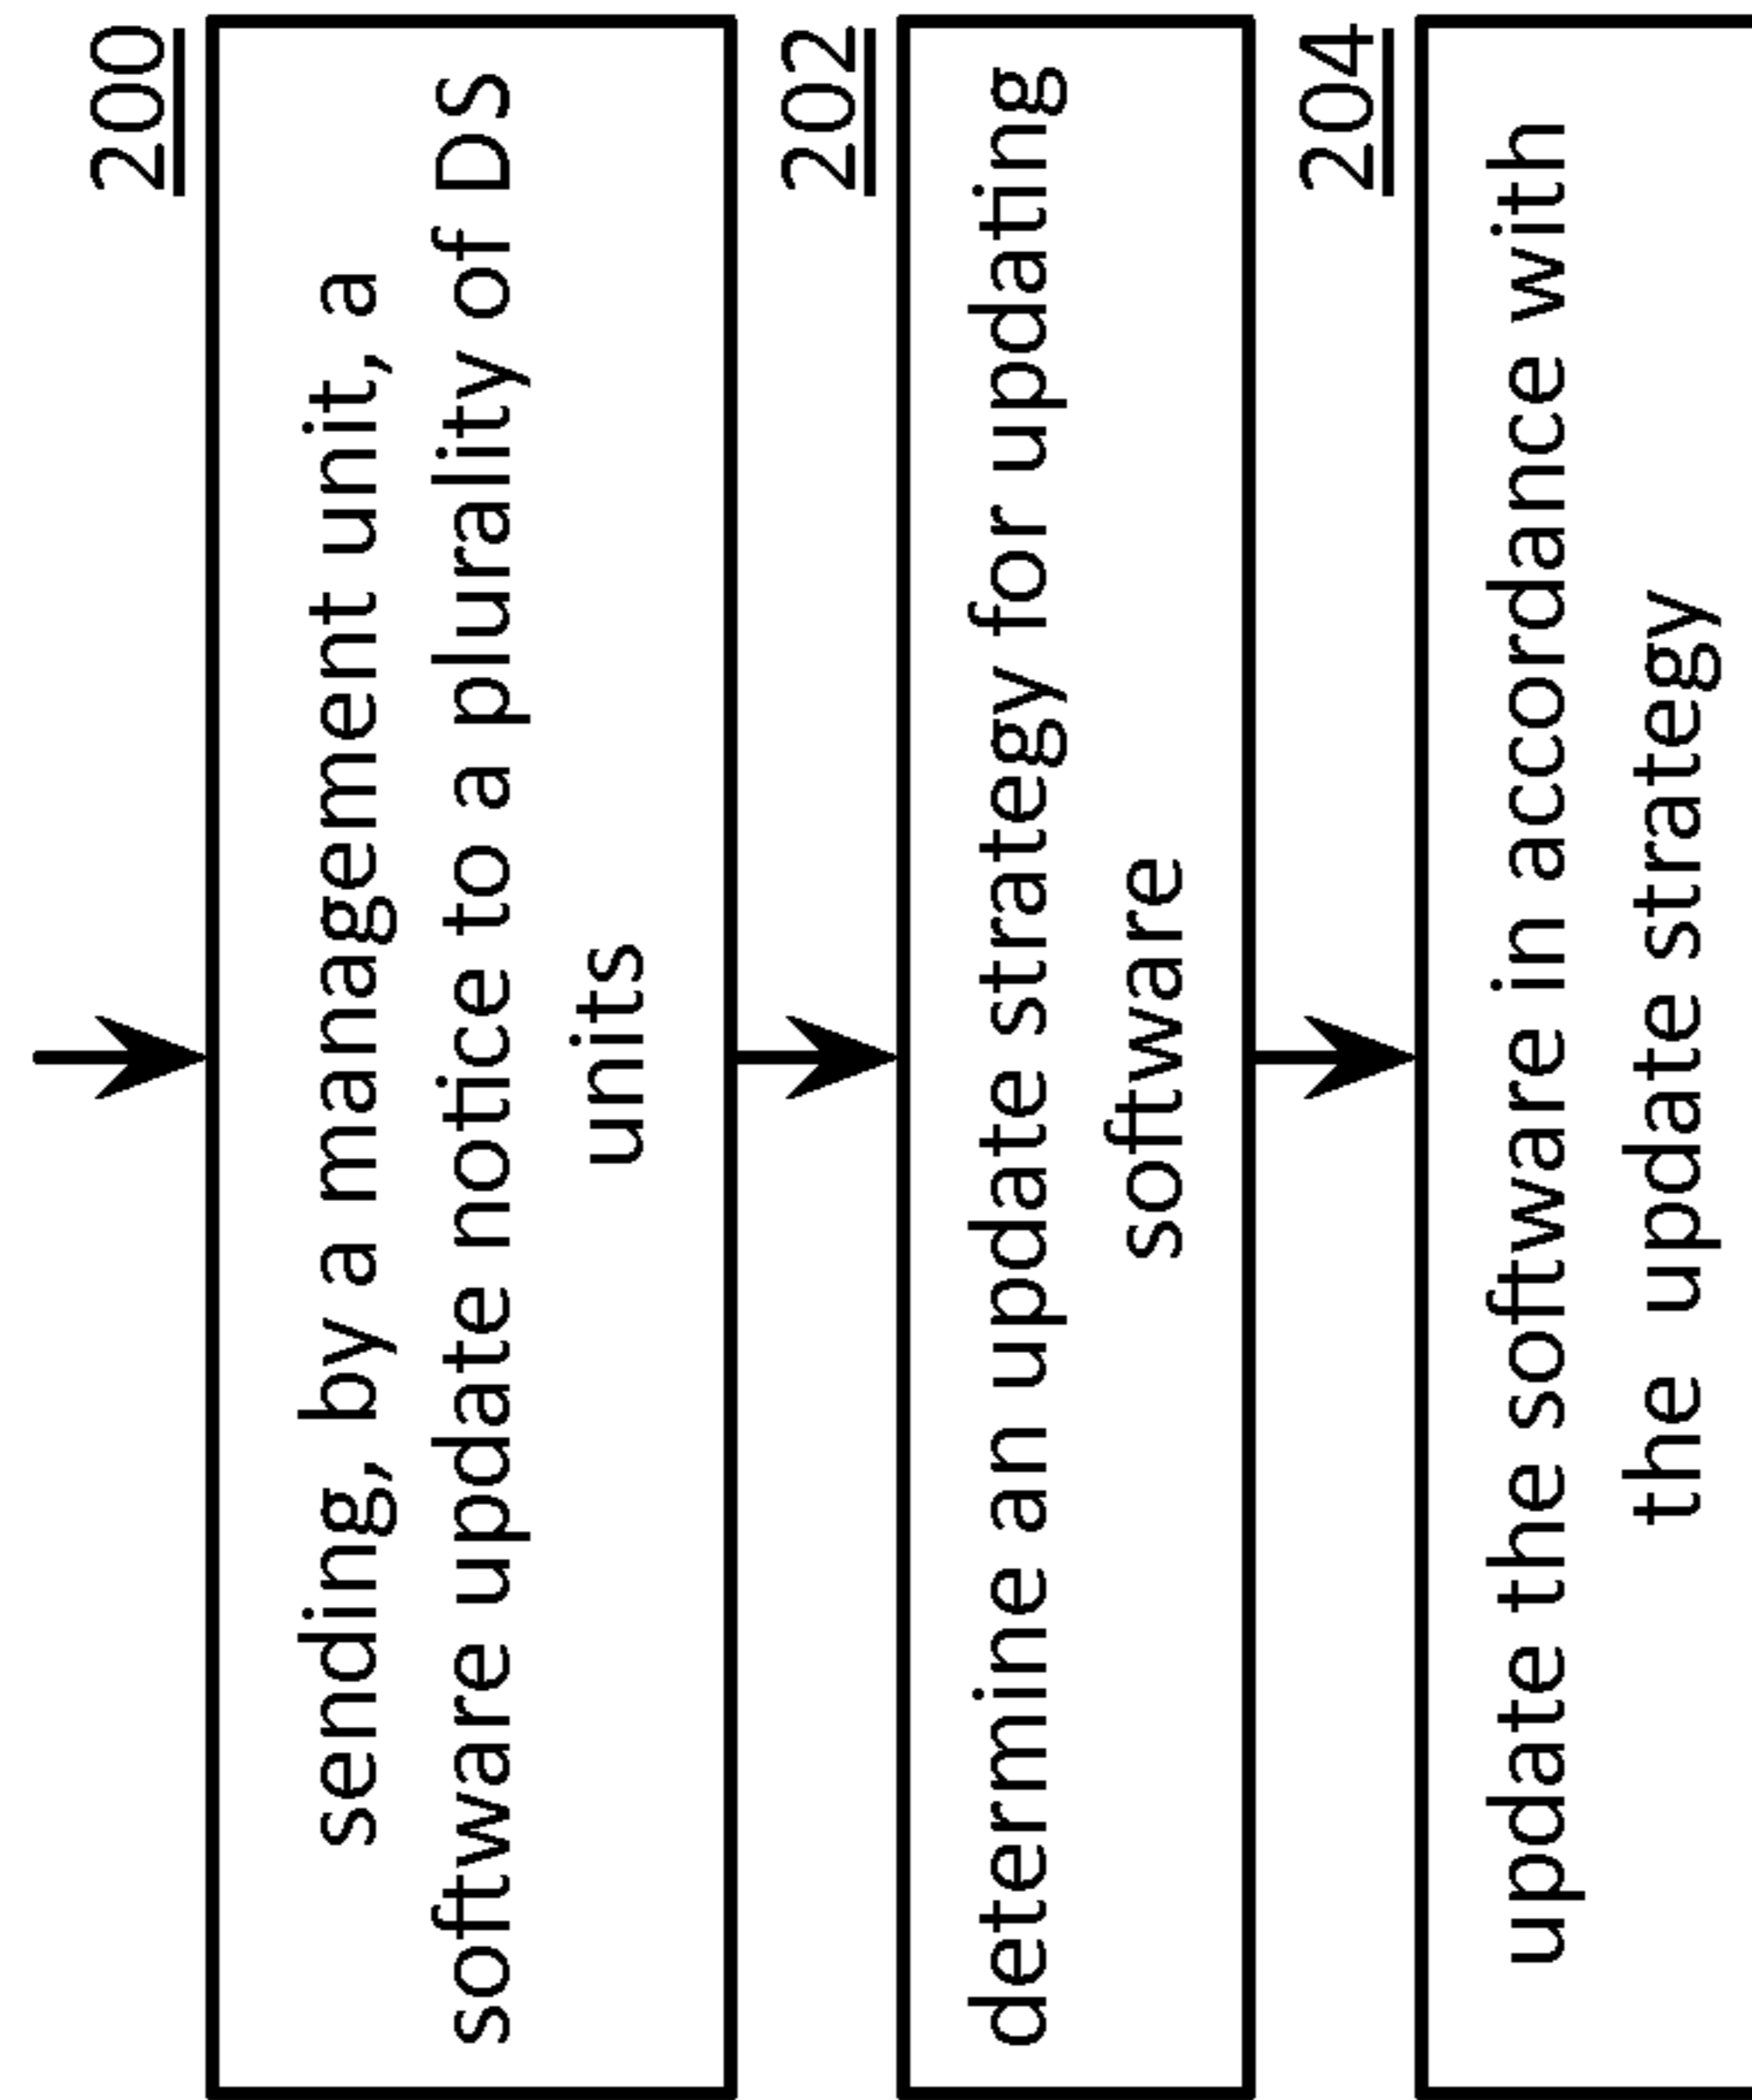 200
sending, by a management unit, a
software update notice to a plurality of DS
units
202
determine an update strategy for updating
software
204
update the software in accordance with
the update strategy